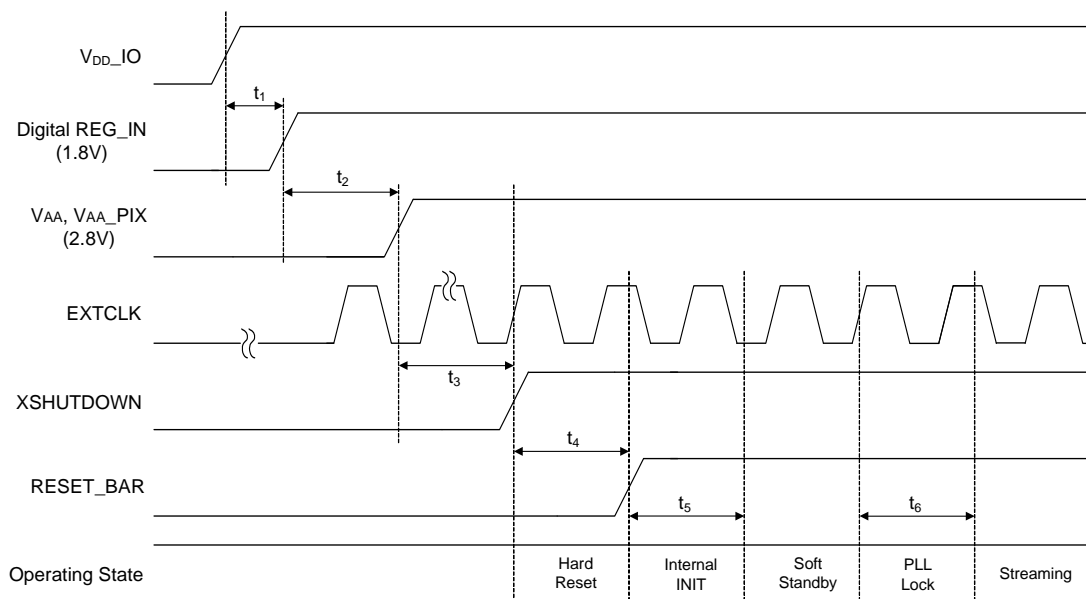 V_DD_IO
t₁
Digital REG_IN
(1.8V)
t₂
VAA, VAA_PIX
(2.8V)
EXTCLK
t₃
XSHUTDOWN
t₄
RESET_BAR
t₅
t₆
Operating State
Hard
Reset
Internal
INIT
Soft
Standby
PLL
Lock
Streaming